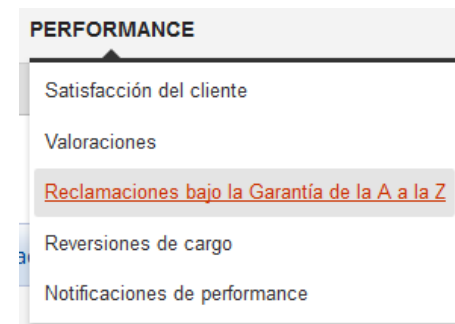 PERFORMANCE
Satisfacción del cliente
Valoraciones
Reclamaciones bajo la Garantía de la A a la Z
Reversiones de cargo
Notificaciones de performance